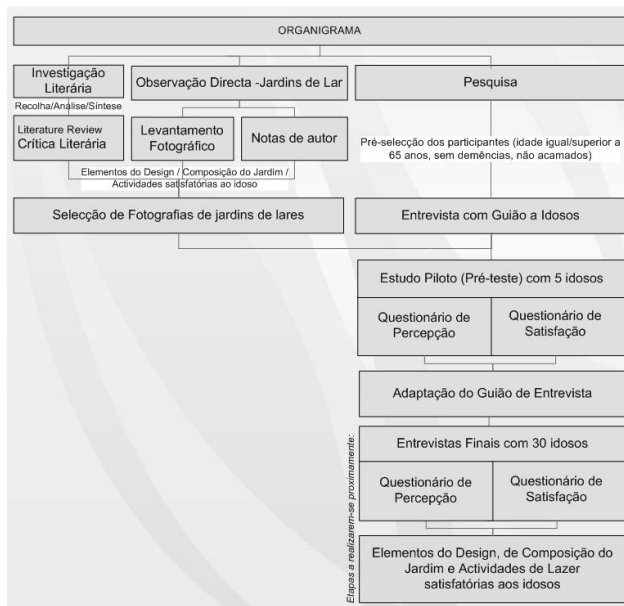 ORGANIGRAMA
Investigação
Literária
Recolha/Análise/Síntese
Literature Review
Crítica Literária
Observação Directa -Jardins de Lar
Levantamento
Fotográfico
Notas de autor
Elementos do Design / Composição do Jardim /
Actividades satisfatórias ao idoso
Selecção de Fotografias de jardins de lares
Pesquisa
Pré-selecção dos participantes (idade igual/superior a
65 anos, sem demências, não acamados)
Entrevista com Guião a Idosos
Estudo Piloto (Pré-teste) com 5 idosos
Questionário de
Percepção
Questionário de
Satisfação
Adaptação do Guião de Entrevista
Etapas a realizarem-se proximamente:
Entrevistas Finais com 30 idosos
Questionário de
Percepção
Questionário de
Satisfação
Elementos do Design, de Composição do
Jardim e Actividades de Lazer
satisfatórias aos idosos